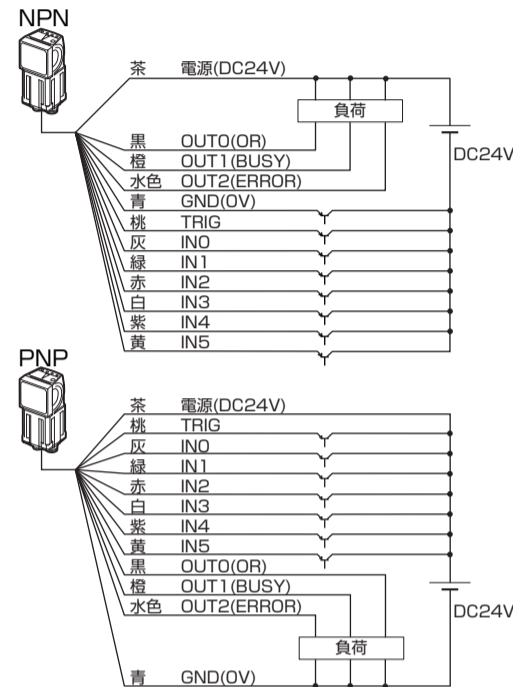 NPN
茶 電源(DC24V)
負荷
DC24V
黒 OUT0(OR)
橙 OUT1(BUSY)
水色 OUT2(ERROR)
青 GND(0V)
桃 TRIG
灰 IN0
緑 IN1
赤 IN2
白 IN3
紫 IN4
黄 IN5
PNP
茶 電源(DC24V)
桃 TRIG
灰 IN0
緑 IN1
赤 IN2
白 IN3
紫 IN4
黄 IN5
黒 OUT0(OR)
橙 OUT1(BUSY)
水色 OUT2(ERROR)
DC24V
負荷
青 GND(0V)